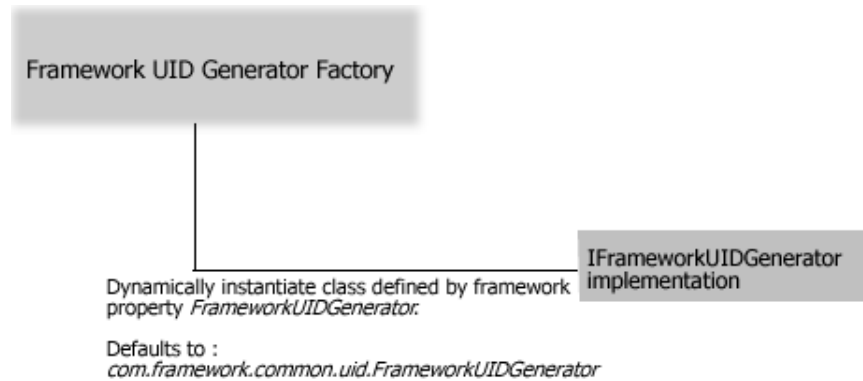 Framework UID Generator Factory
IFrameworkUIDGenerator
implementation
Dynamically instantiate class defined by framework
property FrameworkUIDGenerator.
Defaults to :
com.framework.common.uid.FrameworkUIDGenerator